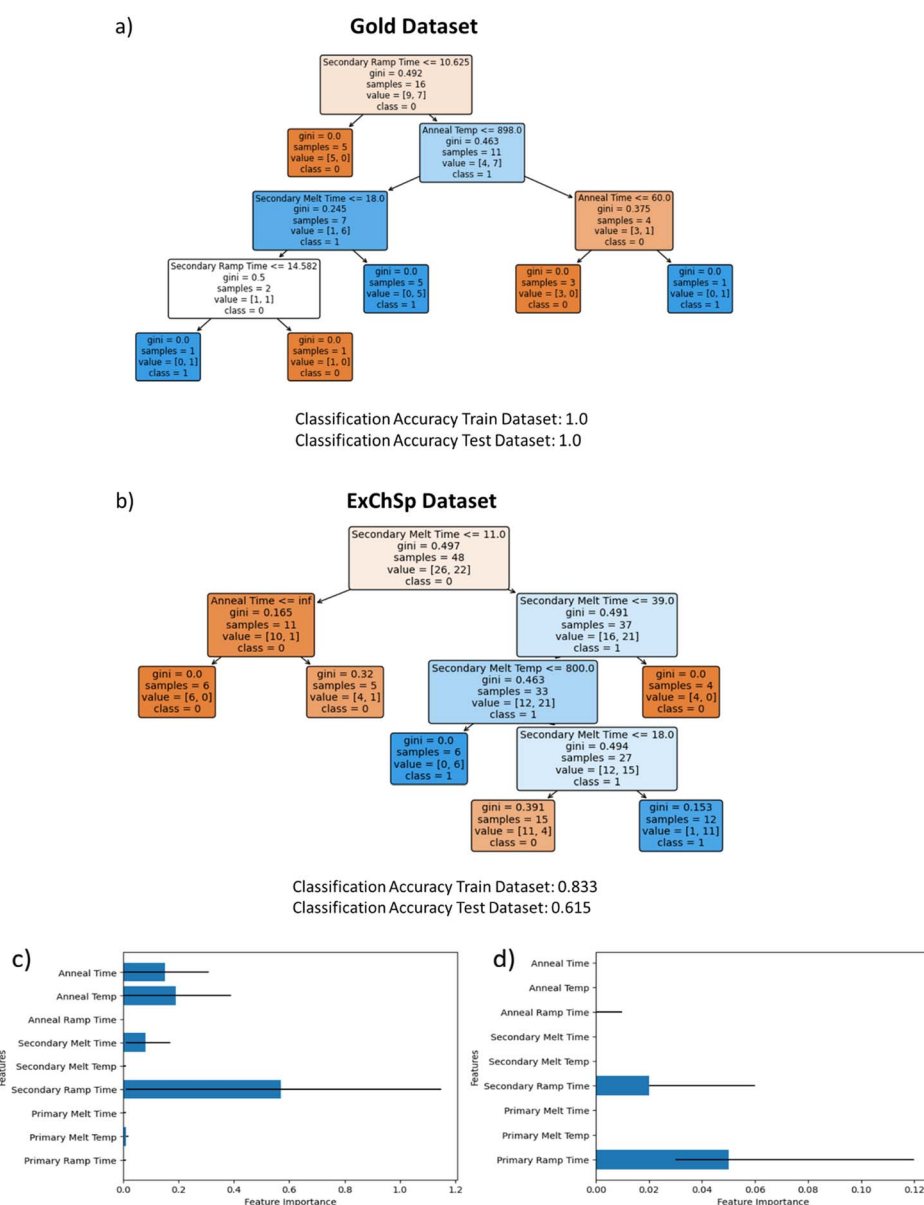 a)
Gold Dataset
Secondary Ramp Time <= 10.625
gini = 0.492
samples = 16
value = [9, 7]
class = 0
gini = 0.0
samples = 5
value = [5, 0]
class = 0
Anneal Temp <= 898.0
gini = 0.463
samples = 11
value = [4, 7]
class = 1
Secondary Melt Time <= 18.0
gini = 0.245
samples = 7
value = [1, 6]
class = 1
Anneal Time <= 60.0
gini = 0.375
samples = 4
value = [3, 1]
class = 0
Secondary Ramp Time <= 14.582
gini = 0.5
samples = 2
value = [1, 1]
class = 0
gini = 0.0
samples = 5
value = [0, 5]
class = 1
gini = 0.0
samples = 3
value = [3, 0]
class = 0
gini = 0.0
samples = 1
value = [0, 1]
class = 1
gini = 0.0
samples = 1
value = [0, 1]
class = 1
gini = 0.0
samples = 1
value = [1, 0]
class = 0
Classification Accuracy Train Dataset: 1.0
Classification Accuracy Test Dataset: 1.0
b)
ExChSp Dataset
Secondary Melt Time <= 11.0
gini = 0.497
samples = 48
value = [26, 22]
class = 0
Anneal Time <= inf
gini = 0.165
samples = 11
value = [10, 1]
class = 0
Secondary Melt Time <= 39.0
gini = 0.491
samples = 37
value = [16, 21]
class = 1
gini = 0.0
samples = 6
value = [6, 0]
class = 0
gini = 0.32
samples = 5
value = [4, 1]
class = 0
Secondary Melt Temp <= 800.0
gini = 0.463
samples = 33
value = [12, 21]
class = 1
gini = 0.0
samples = 4
value = [4, 0]
class = 0
gini = 0.0
samples = 6
value = [0, 6]
class = 1
Secondary Melt Time <= 18.0
gini = 0.494
samples = 27
value = [12, 15]
class = 1
gini = 0.391
samples = 15
value = [11, 4]
class = 0
gini = 0.153
samples = 12
value = [1, 11]
class = 1
Classification Accuracy Train Dataset: 0.833
Classification Accuracy Test Dataset: 0.615
c)
Features
Anneal Time
Anneal Temp
Anneal Ramp Time
Secondary Melt Time
Secondary Melt Temp
Secondary Ramp Time
Primary Melt Time
Primary Melt Temp
Primary Ramp Time
0.0 0.2 0.4 0.6 0.8 1.0 1.2
Feature Importance
d)
Features
Anneal Time
Anneal Temp
Anneal Ramp Time
Secondary Melt Time
Secondary Melt Temp
Secondary Ramp Time
Primary Melt Time
Primary Melt Temp
Primary Ramp Time
0.00 0.02 0.04 0.06 0.08 0.10 0.12
Feature Importance